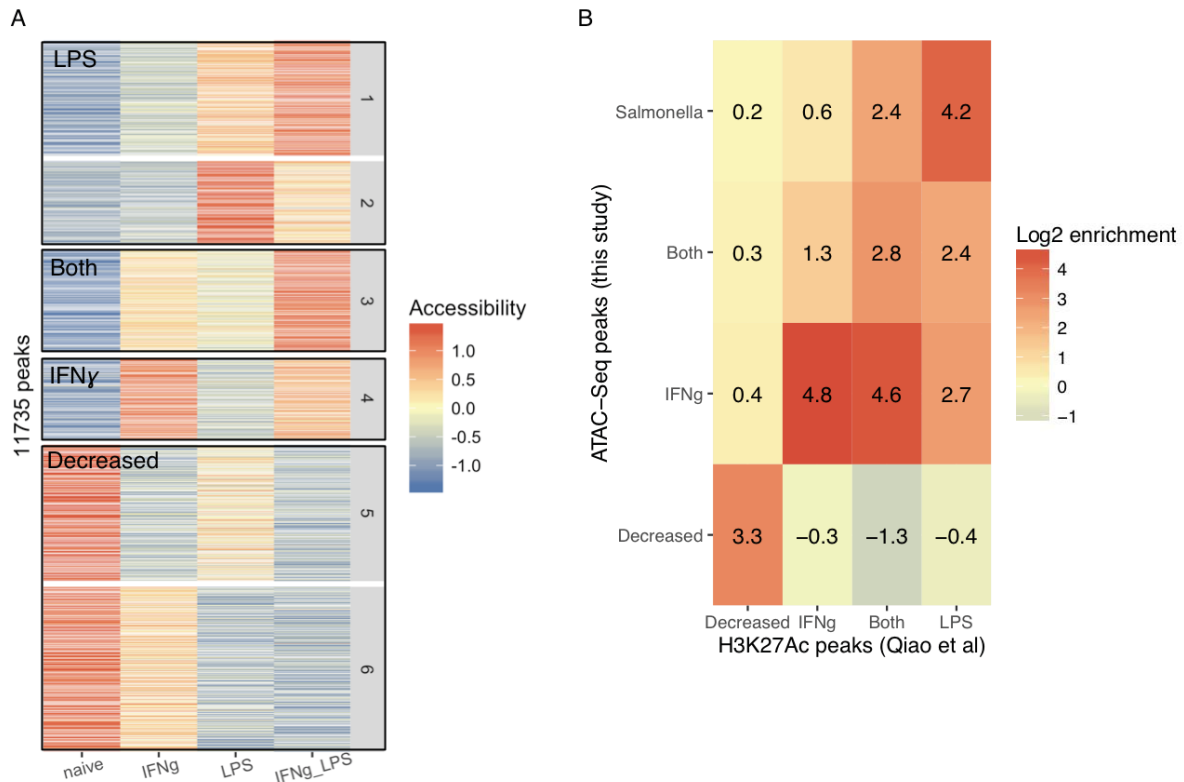 A
B
LPS
1
2
Both
3
IFNγ
4
Decreased
5
6
11735 peaks
naive
IFNg
LPS
IFNg_LPS
Accessibility
1.0
0.5
0.0
-0.5
-1.0
ATAC–Seq peaks (this study)
Salmonella
0.2 0.6 2.4 4.2
Both
0.3 1.3 2.8 2.4
IFNg
0.4 4.8 4.6 2.7
Decreased
3.3 −0.3 −1.3 −0.4
Decreased IFNg Both LPS
H3K27Ac peaks (Qiao et al)
Log2 enrichment
4
3
2
1
0
−1